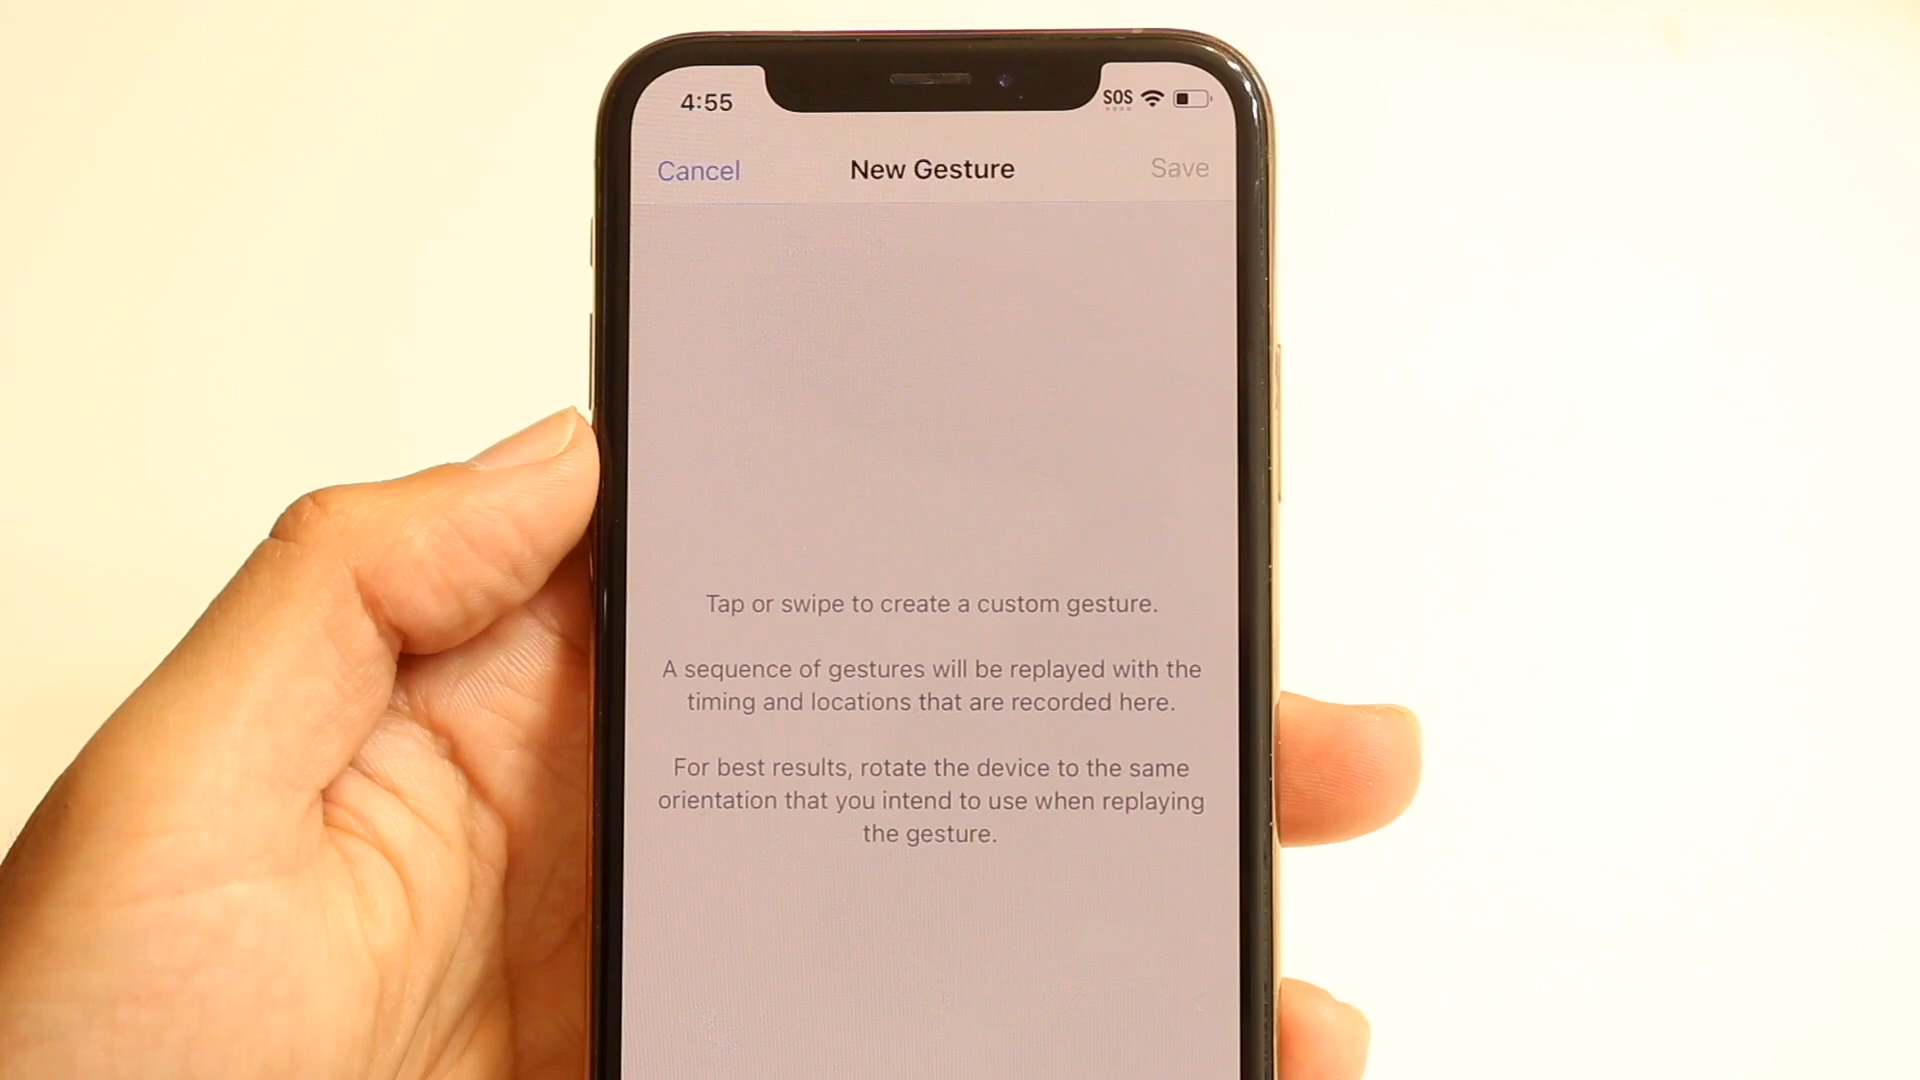 4:55
SOS
Cancel
New Gesture
Save
Tap or swipe to create a custom gesture.
A sequence of gestures will be replayed with the
timing and locations that are recorded here.
For best results, rotate the device to the same
orientation that you intend to use when replaying
the gesture.